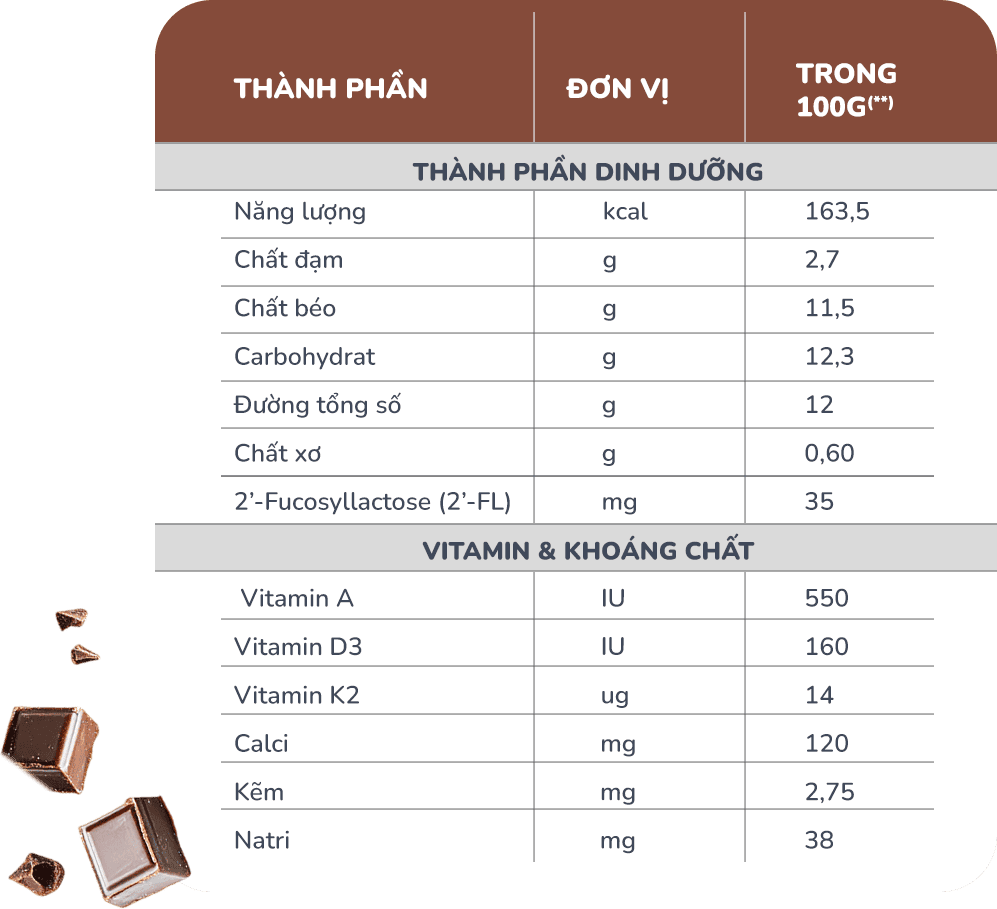 THÀNH PHẦN ĐƠN VỊ TRONG 100G(**)
THÀNH PHẦN DINH DƯỠNG
Năng lượng kcal 163,5
Chất đạm g 2,7
Chất béo g 11,5
Carbohydrat g 12,3
Đường tổng số g 12
Chất xơ g 0,60
2’-Fucosyllactose (2’-FL) mg 35
VITAMIN & KHOÁNG CHẤT
Vitamin A IU 550
Vitamin D3 IU 160
Vitamin K2 ug 14
Calci mg 120
Kẽm mg 2,75
Natri mg 38